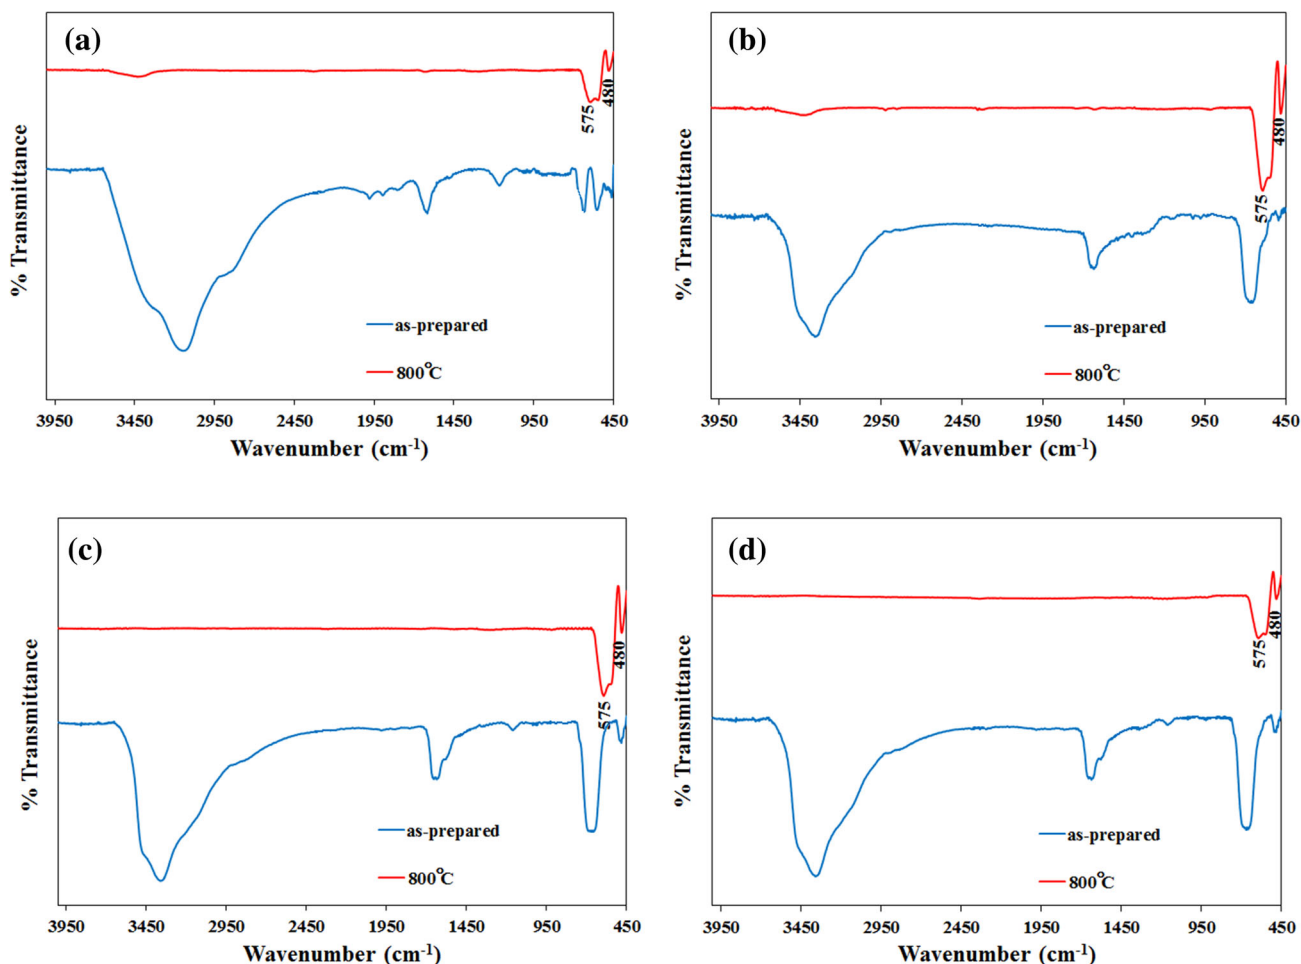 (a)
% Transmittance
575
480
as-prepared
800°C
3950 3450 2950 2450 1950 1450 950 450
Wavenumber (cm-1)
(b)
% Transmittance
575
480
as-prepared
800°C
3950 3450 2950 2450 1950 1450 950 450
Wavenumber (cm-1)
(c)
% Transmittance
575
480
as-prepared
800°C
3950 3450 2950 2450 1950 1450 950 450
Wavenumber (cm-1)
(d)
% Transmittance
575
480
as-prepared
800°C
3950 3450 2950 2450 1950 1450 950 450
Wavenumber (cm-1)